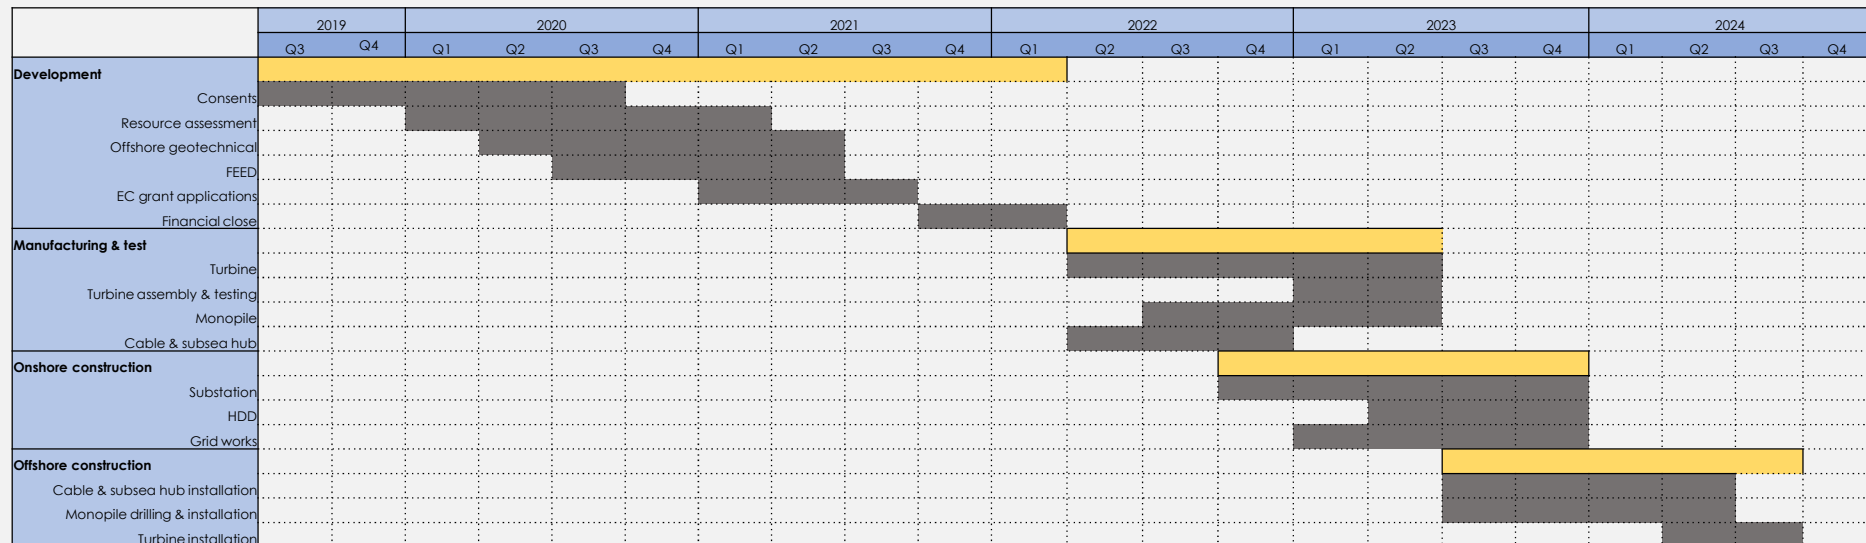 2019 2020 2021 2022 2023 2024
Q3 Q4 Q1 Q2 Q3 Q4 Q1 Q2 Q3 Q4 Q1 Q2 Q3 Q4 Q1 Q2 Q3 Q4 Q1 Q2 Q3 Q4
Development
Consents
Resource assessment
Offshore geotechnical
FEED
EC grant applications
Financial close
Manufacturing & test
Turbine
Turbine assembly & testing
Monopile
Cable & subsea hub
Onshore construction
Substation
HDD
Grid works
Offshore construction
Cable & subsea hub installation
Monopile drilling & installation
Turbine installation